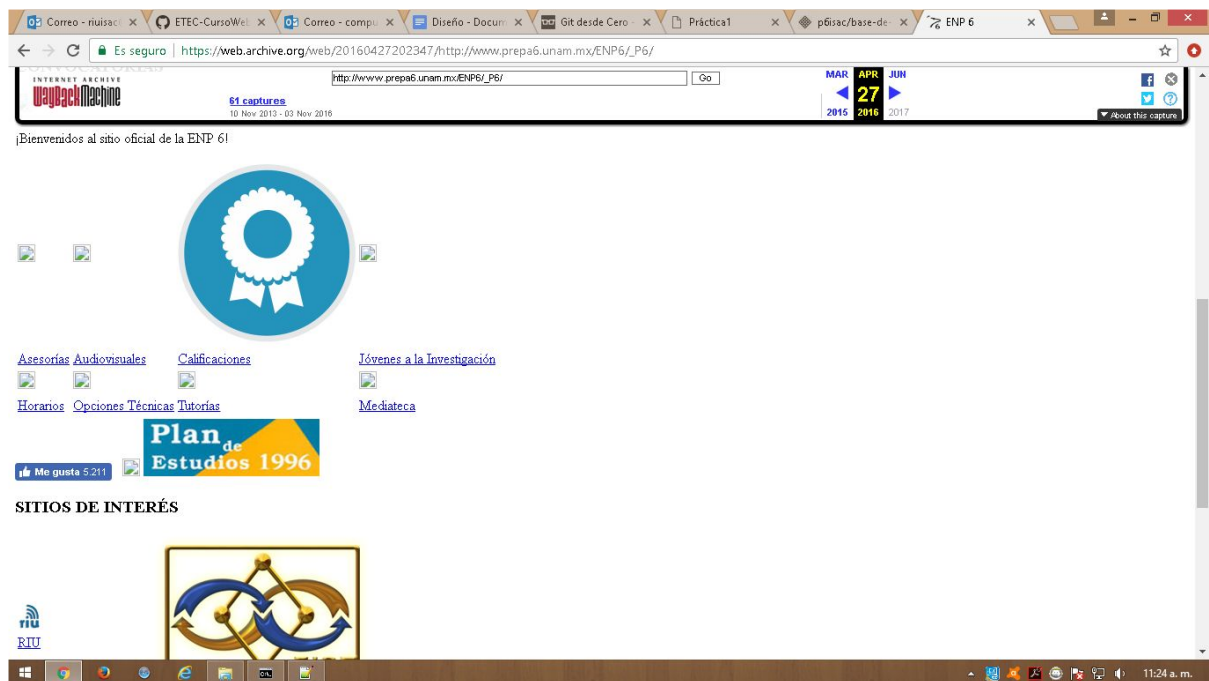 Correo - riuisac
ETEC-CursoWeb
Correo - compu
Diseño - Docum
Git desde Cero -
Práctica1
p6isac/base-de-
ENP 6
Es seguro | https://web.archive.org/web/20160427202347/http://www.prepa6.unam.mx/ENP6/_P6/
CONVOCATORIAS
INTERNET ARCHIVE
WayBackMachine
http://www.prepa6.unam.mx/ENP6/_P6/
Go
61 captures
10 Nov 2013 - 03 Nov 2016
MAR APR JUN
27
2015 2016 2017
About this capture
¡Bienvenidos al sitio oficial de la ENP 6!
Asesorías Audiovisuales Calificaciones Jóvenes a la Investigación
Horarios Opciones Técnicas Tutorías Mediateca
Me gusta 5.211
Plan de
Estudios 1996
SITIOS DE INTERÉS
riu
RIU
11:24 a. m.